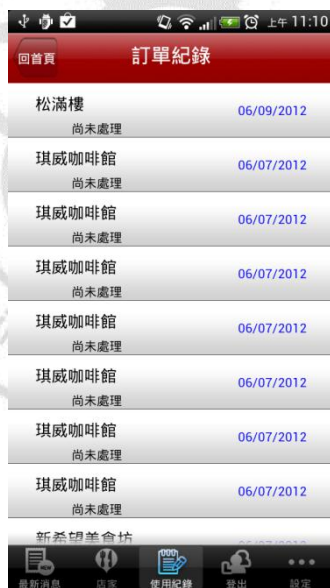 上午 11:10
回首頁 訂單紀錄
松滿樓 06/09/2012
尚未處理
琪威咖啡館 06/07/2012
尚未處理
琪威咖啡館 06/07/2012
尚未處理
琪威咖啡館 06/07/2012
尚未處理
琪威咖啡館 06/07/2012
尚未處理
琪威咖啡館 06/07/2012
尚未處理
琪威咖啡館 06/07/2012
尚未處理
琪威咖啡館 06/07/2012
尚未處理
新希望美食坊
最新消息 店家 使用紀錄 登出 設定